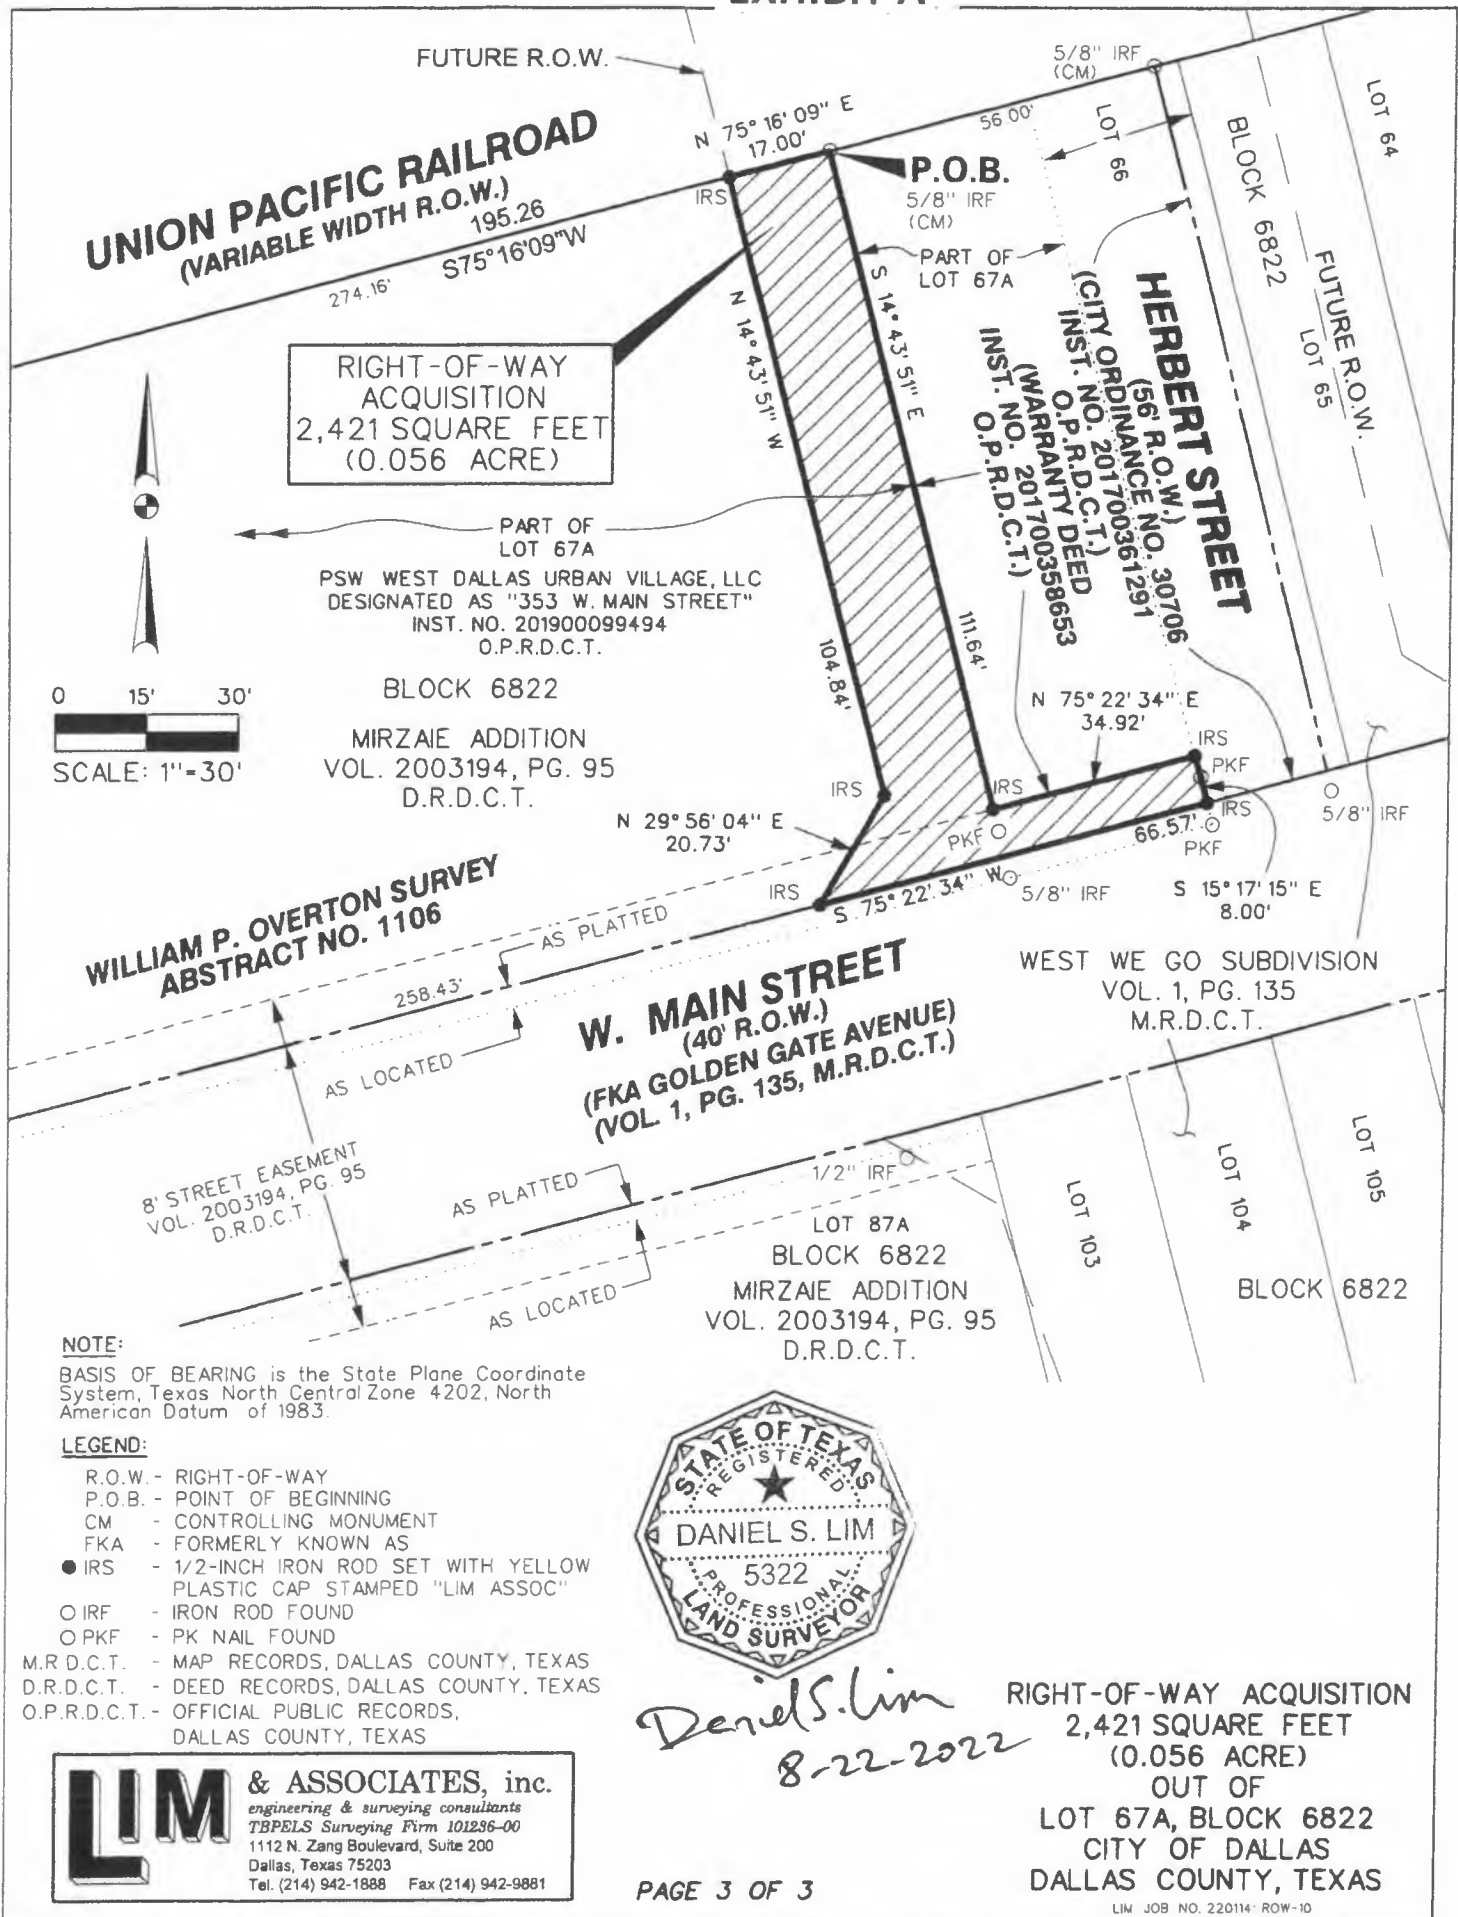 EXHIBIT A
FUTURE R.O.W.
5/8" IRF
(CM)
N 75° 16' 09" E
17.00'
56.00'
LOT 66
BLOCK 6822
LOT 64
UNION PACIFIC RAILROAD
(VARIABLE WIDTH R.O.W.)
195.26
S75°16'09"W
274.16'
IRS
P.O.B.
5/8" IRF
(CM)
PART OF
LOT 67A
FUTURE R.O.W.
LOT 65
S 14° 43' 51" E
N 14° 43' 51" W
RIGHT-OF-WAY
ACQUISITION
2,421 SQUARE FEET
(0.056 ACRE)
HERBERT STREET
(56' R.O.W.)
(CITY ORDINANCE NO. 30706
INST. NO. 201700361291
O.P.R.D.C.T.)
(WARRANTY DEED
INST. NO. 201700358653
O.P.R.D.C.T.)
PART OF
LOT 67A
PSW WEST DALLAS URBAN VILLAGE, LLC
DESIGNATED AS "353 W. MAIN STREET"
INST. NO. 201900099494
O.P.R.D.C.T.
BLOCK 6822
MIRZAIE ADDITION
VOL. 2003194, PG. 95
D.R.D.C.T.
0 15' 30'
SCALE: 1"=30'
104.84'
111.64'
N 75° 22' 34" E
34.92'
IRS
PKF
IRS
IRS
IRS
5/8" IRF
N 29° 56' 04" E
20.73'
PKF
66.57'
PKF
IRS
S 75° 22' 34" W
5/8" IRF
S 15° 17' 15" E
8.00'
WILLIAM P. OVERTON SURVEY
ABSTRACT NO. 1106
AS PLATTED
258.43'
AS LOCATED
W. MAIN STREET
(40' R.O.W.)
(FKA GOLDEN GATE AVENUE)
(VOL. 1, PG. 135, M.R.D.C.T.)
WEST WE GO SUBDIVISION
VOL. 1, PG. 135
M.R.D.C.T.
8' STREET EASEMENT
VOL. 2003194, PG. 95
D.R.D.C.T.
AS PLATTED
AS LOCATED
1/2" IRF
LOT 87A
BLOCK 6822
MIRZAIE ADDITION
VOL. 2003194, PG. 95
D.R.D.C.T.
LOT 103
LOT 104
LOT 105
BLOCK 6822
NOTE:
BASIS OF BEARING is the State Plane Coordinate
System, Texas North Central Zone 4202, North
American Datum of 1983.
LEGEND:
R.O.W. - RIGHT-OF-WAY
P.O.B. - POINT OF BEGINNING
CM - CONTROLLING MONUMENT
FKA - FORMERLY KNOWN AS
IRS - 1/2-INCH IRON ROD SET WITH YELLOW
PLASTIC CAP STAMPED "LIM ASSOC"
IRF - IRON ROD FOUND
PKF - PK NAIL FOUND
M.R D.C.T. - MAP RECORDS, DALLAS COUNTY, TEXAS
D.R.D.C.T. - DEED RECORDS, DALLAS COUNTY, TEXAS
O.P.R.D.C.T. - OFFICIAL PUBLIC RECORDS,
DALLAS COUNTY, TEXAS
STATE OF TEXAS
REGISTERED
DANIEL S. LIM
5322
PROFESSIONAL
LAND SURVEYOR
Daniel S. Lim
8-22-2022
RIGHT-OF-WAY ACQUISITION
2,421 SQUARE FEET
(0.056 ACRE)
OUT OF
LOT 67A, BLOCK 6822
CITY OF DALLAS
DALLAS COUNTY, TEXAS
LIM JOB NO. 220114 ROW-10
LIM & ASSOCIATES, inc.
engineering & surveying consultants
TBPELS Surveying Firm 101236-00
1112 N. Zang Boulevard, Suite 200
Dallas, Texas 75203
Tel. (214) 942-1888 Fax (214) 942-9881
PAGE 3 OF 3